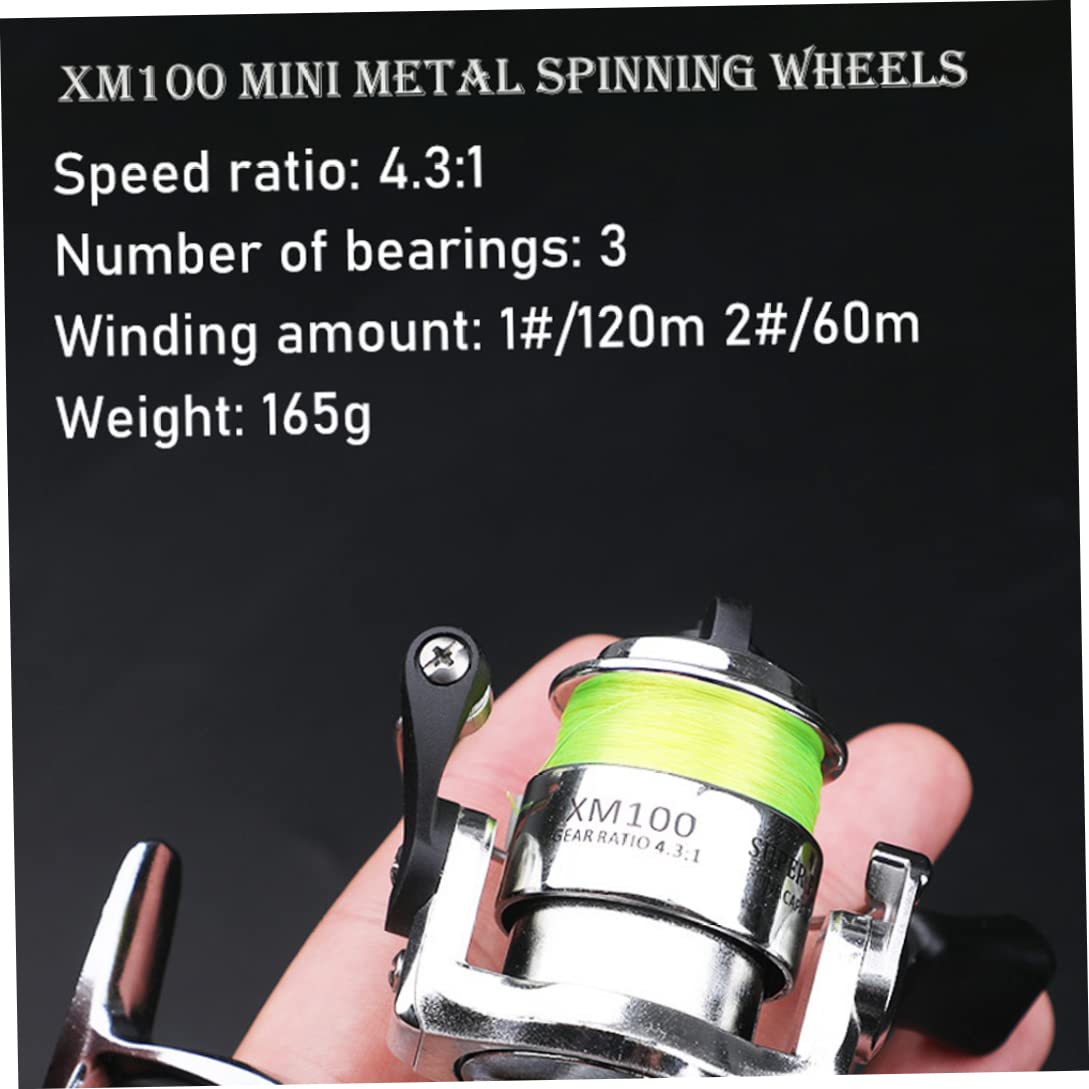 XM100 MINI METAL SPINNING WHEELS
Speed ratio: 4.3:1
Number of bearings: 3
Winding amount: 1#/120m 2#/60m
Weight: 165g
XM100
GEAR RATIO 4.3:1